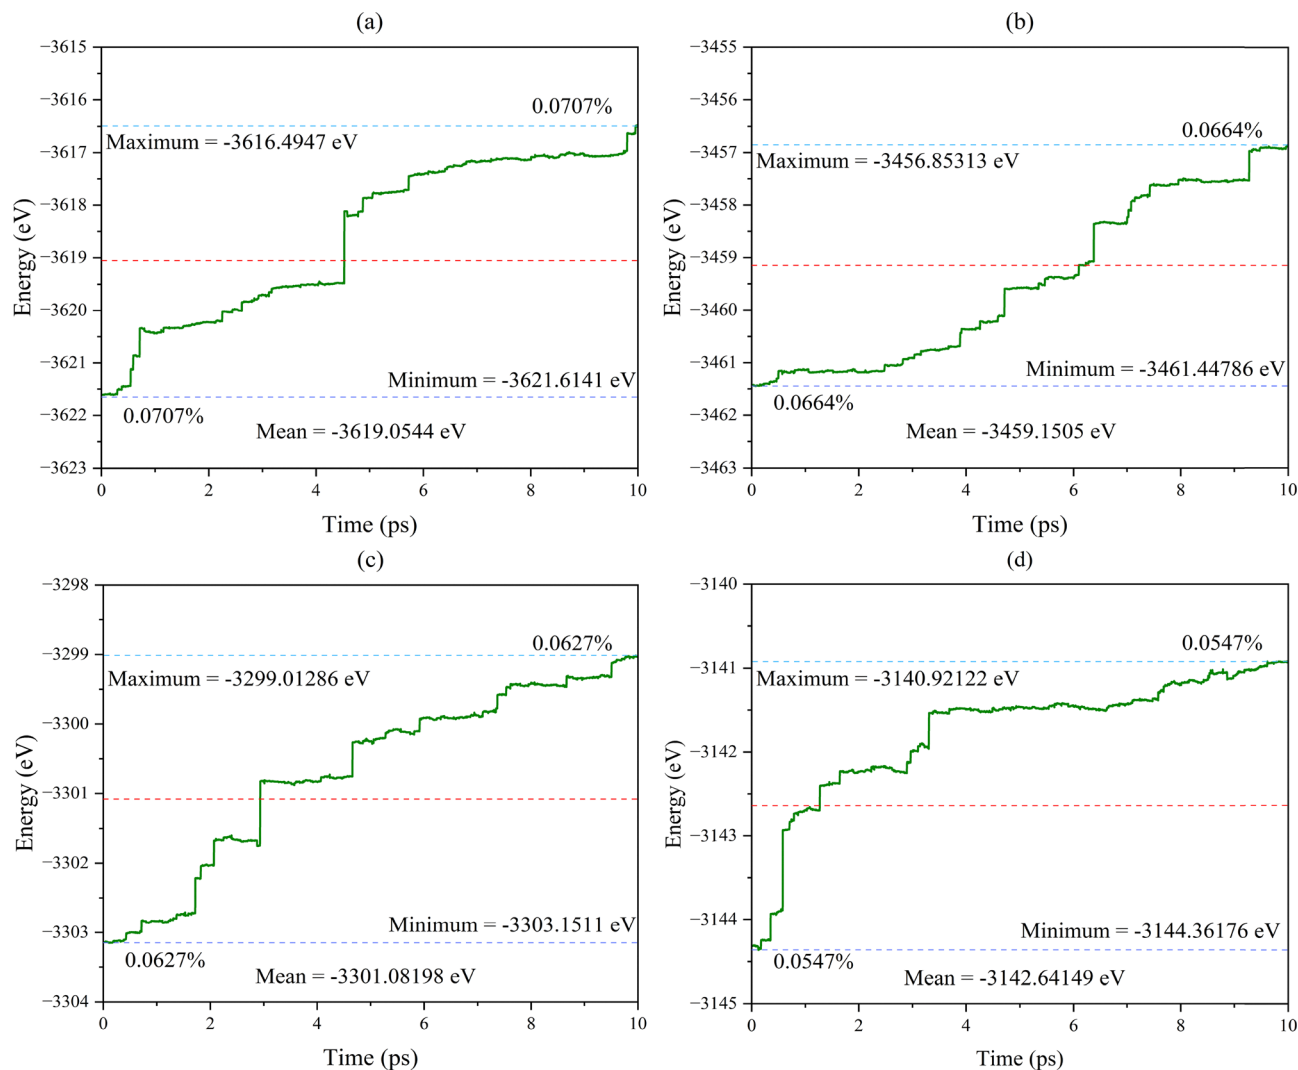 (a)
−3615
−3616
−3617
−3618
−3619
−3620
−3621
−3622
−3623
Energy (eV)
0.0707%
Maximum = -3616.4947 eV
Minimum = -3621.6141 eV
0.0707%
Mean = -3619.0544 eV
0
2
4
6
8
10
Time (ps)
(b)
−3455
−3456
−3457
−3458
−3459
−3460
−3461
−3462
−3463
Energy (eV)
0.0664%
Maximum = -3456.85313 eV
Minimum = -3461.44786 eV
0.0664%
Mean = -3459.1505 eV
0
2
4
6
8
10
Time (ps)
(c)
−3298
−3299
−3300
−3301
−3302
−3303
−3304
Energy (eV)
0.0627%
Maximum = -3299.01286 eV
Minimum = -3303.1511 eV
0.0627%
Mean = -3301.08198 eV
0
2
4
6
8
10
Time (ps)
(d)
−3140
−3141
−3142
−3143
−3144
−3145
Energy (eV)
0.0547%
Maximum = -3140.92122 eV
Minimum = -3144.36176 eV
0.0547%
Mean = -3142.64149 eV
0
2
4
6
8
10
Time (ps)